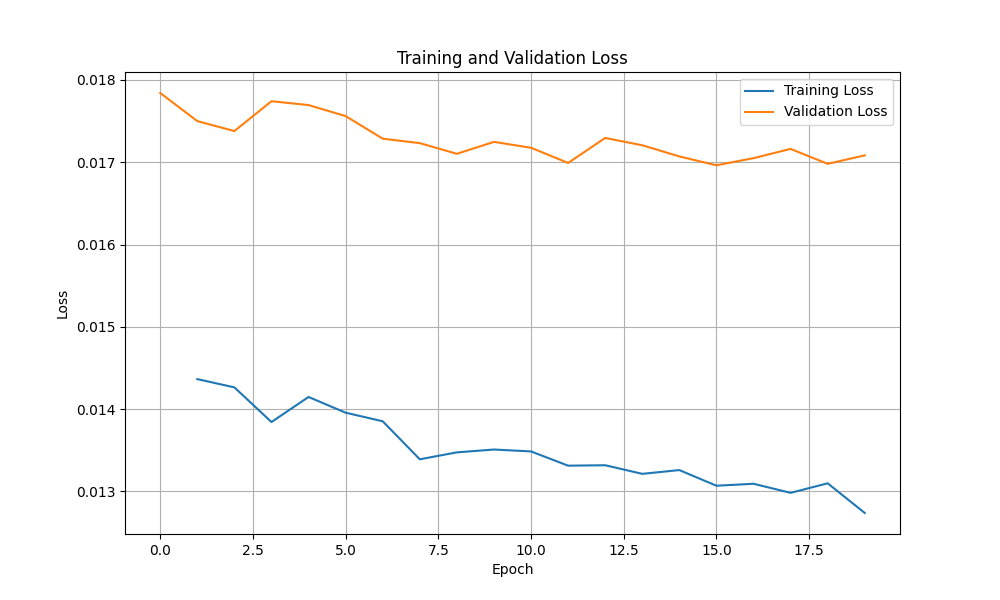 Training and Validation Loss
Training Loss
Validation Loss
0.018
0.017
0.016
0.015
0.014
0.013
Loss
0.0 2.5 5.0 7.5 10.0 12.5 15.0 17.5
Epoch